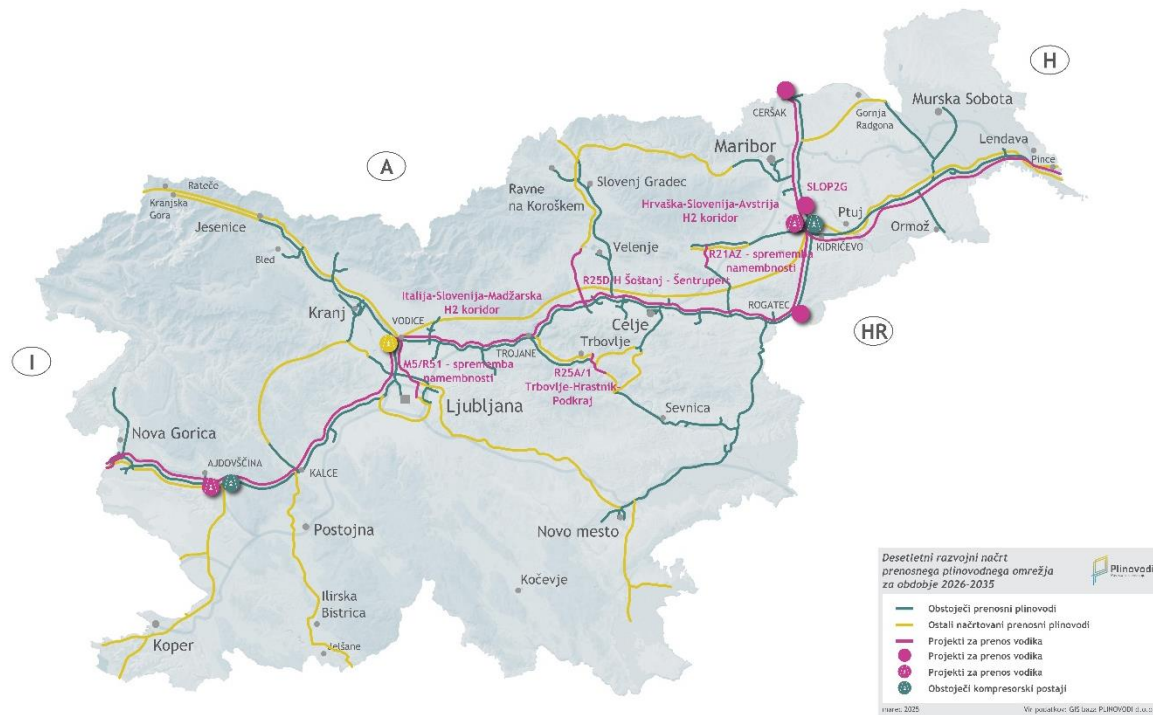 H
A
I
HR
CERŠAK
Gornja
Radgona
Murska Sobota
Lendava
Pince
Maribor
SLOP2G
Ptuj
Ormož
KIDRIČEVO
Rateče
Kranjska
Gora
Jesenice
Bled
Ravne
na Koroškem
Slovenj Gradec
Hrvaška-Slovenija-Avstrija
H2 koridor
Velenje
R21AZ - sprememba
namembnosti
R25D/H Šoštanj - Šentrupert
Italija-Slovenija-Madžarska
H2 koridor
Kranj
VODICE
ROGATEC
Celje
Trbovlje
TROJANE
M5/R51 - sprememba
namembnosti
R25A/1
Trbovlje-Hrastnik-
Podkraj
Ljubljana
Sevnica
Nova Gorica
AJDOVŠČINA
KALCE
Postojna
Novo mesto
Kočevje
Ilirska
Bistrica
Jelšane
Koper
Desetletni razvojni načrt
prenosnega plinovodnega omrežja
za obdobje 2026-2035
Plinovodi
Obstoječi prenosni plinovodi
Ostali načrtovani prenosni plinovodi
Projekti za prenos vodika
Projekti za prenos vodika
Projekti za prenos vodika
Obstoječi kompresorski postaji
marec 2025
Vir podatkov: GIS baza PLINOVODI d.o.o.